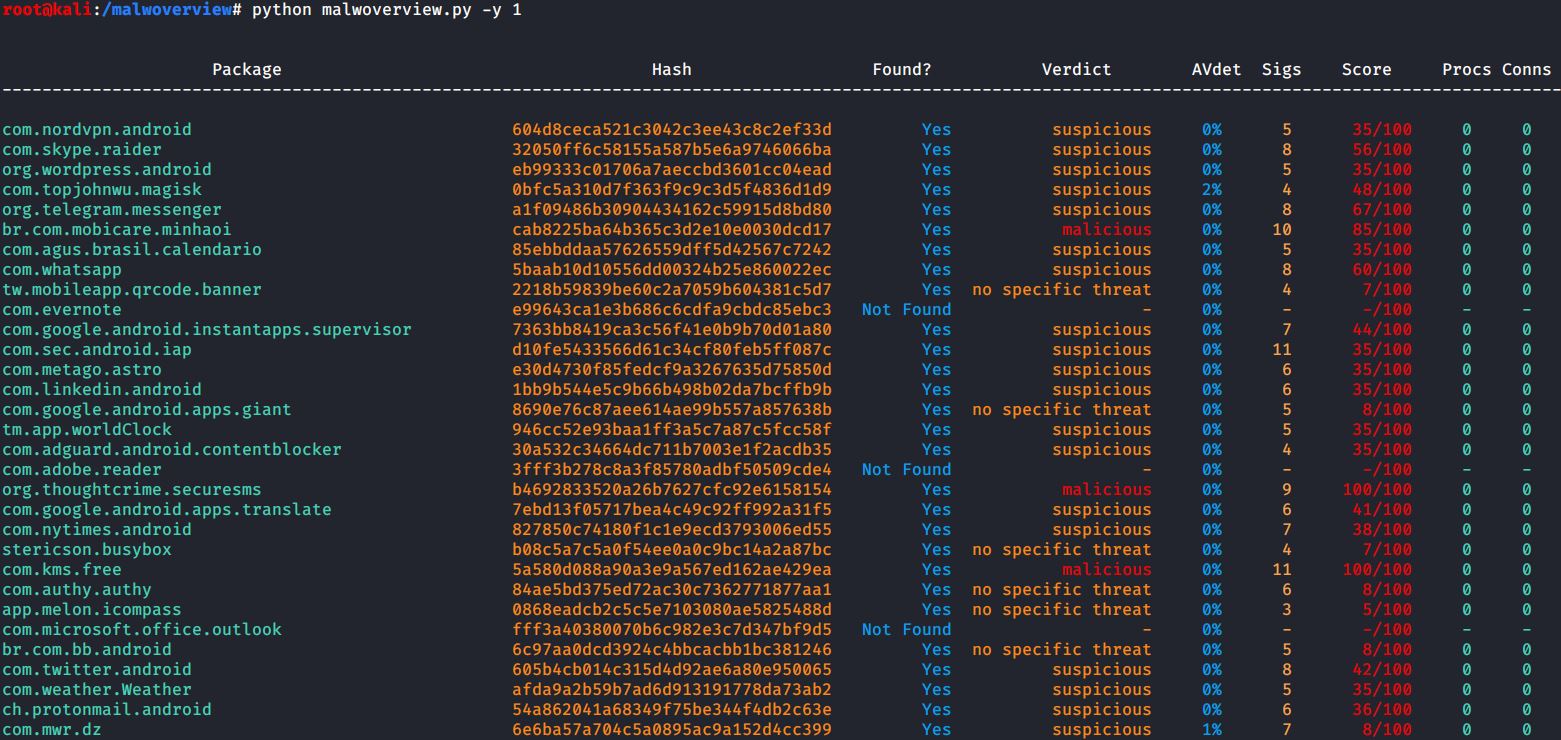 root@kali:/malwoverview# python malwoverview.py -y 1
Package Hash Found? Verdict AVdet Sigs Score Procs Conns
--------------------------------------------------------------------------------
com.nordvpn.android 604d8ceca521c3042c3ee43c8c2ef33d Yes suspicious 0% 5 35/100 0 0
com.skype.raider 32050ff6c58155a587b5e6a9746066ba Yes suspicious 0% 8 56/100 0 0
org.wordpress.android eb99333c01706a7aeccbd3601cc04ead Yes suspicious 0% 5 35/100 0 0
com.topjohnwu.magisk 0bfc5a310d7f363f9c9c3d5f4836d1d9 Yes suspicious 2% 4 48/100 0 0
org.telegram.messenger a1f09486b30904434162c59915d8bd80 Yes suspicious 0% 8 67/100 0 0
br.com.mobicare.minhaoi cab8225ba64b365c3d2e10e0030dcd17 Yes malicious 0% 10 85/100 0 0
com.agus.brasil.calendario 85ebbddaa57626559dff5d42567c7242 Yes suspicious 0% 5 35/100 0 0
com.whatsapp 5baab10d10556dd00324b25e860022ec Yes suspicious 0% 8 60/100 0 0
tw.mobileapp.qrcode.banner 2218b59839be60c2a7059b604381c5d7 Yes no specific threat 0% 4 7/100 0 0
com.evernote e99643ca1e3b686c6cdfa9cbdc85ebc3 Not Found - 0% - -/100 - -
com.google.android.instantapps.supervisor 7363bb8419ca3c56f41e0b9b70d01a80 Yes suspicious 0% 7 44/100 0 0
com.sec.android.iap d10fe5433566d61c34cf80feb5ff087c Yes suspicious 0% 11 35/100 0 0
com.metago.astro e30d4730f85fedcf9a3267635d75850d Yes suspicious 0% 6 35/100 0 0
com.linkedin.android 1bb9b544e5c9b66b498b02da7bcffb9b Yes suspicious 0% 6 35/100 0 0
com.google.android.apps.giant 8690e76c87aee614ae99b557a857638b Yes no specific threat 0% 5 8/100 0 0
tm.app.worldClock 946cc52e93baa1ff3a5c7a87c5fcc58f Yes suspicious 0% 5 35/100 0 0
com.adguard.android.contentblocker 30a532c34664dc711b7003e1f2acdb35 Yes suspicious 0% 4 35/100 0 0
com.adobe.reader 3fff3b278c8a3f85780adbf50509cde4 Not Found - 0% - -/100 - -
org.thoughtcrime.securesms b4692833520a26b7627cfc92e6158154 Yes malicious 0% 9 100/100 0 0
com.google.android.apps.translate 7ebd13f05717bea4c49c92ff992a31f5 Yes suspicious 0% 6 41/100 0 0
com.nytimes.android 827850c74180f1c1e9ecd3793006ed55 Yes suspicious 0% 7 38/100 0 0
stericson.busybox b08c5a7c5a0f54ee0a0c9bc14a2a87bc Yes no specific threat 0% 4 7/100 0 0
com.kms.free 5a580d088a90a3e9a567ed162ae429ea Yes malicious 0% 11 100/100 0 0
com.authy.authy 84ae5bd375ed72ac30c7362771877aa1 Yes no specific threat 0% 6 8/100 0 0
app.melon.icompass 0868eadcb2c5c5e7103080ae5825488d Yes no specific threat 0% 3 5/100 0 0
com.microsoft.office.outlook fff3a40380070b6c982e3c7d347bf9d5 Not Found - 0% - -/100 - -
br.com.bb.android 6c97aa0dcd3924c4bbcacbb1bc381246 Yes no specific threat 0% 5 8/100 0 0
com.twitter.android 605b4cb014c315d4d92ae6a80e950065 Yes suspicious 0% 8 42/100 0 0
com.weather.Weather afda9a2b59b7ad6d913191778da73ab2 Yes suspicious 0% 5 35/100 0 0
ch.protonmail.android 54a862041a68349f75be344f4db2c63e Yes suspicious 0% 6 36/100 0 0
com.mwr.dz 6e6ba57a704c5a0895ac9a152d4cc399 Yes suspicious 1% 7 8/100 0 0